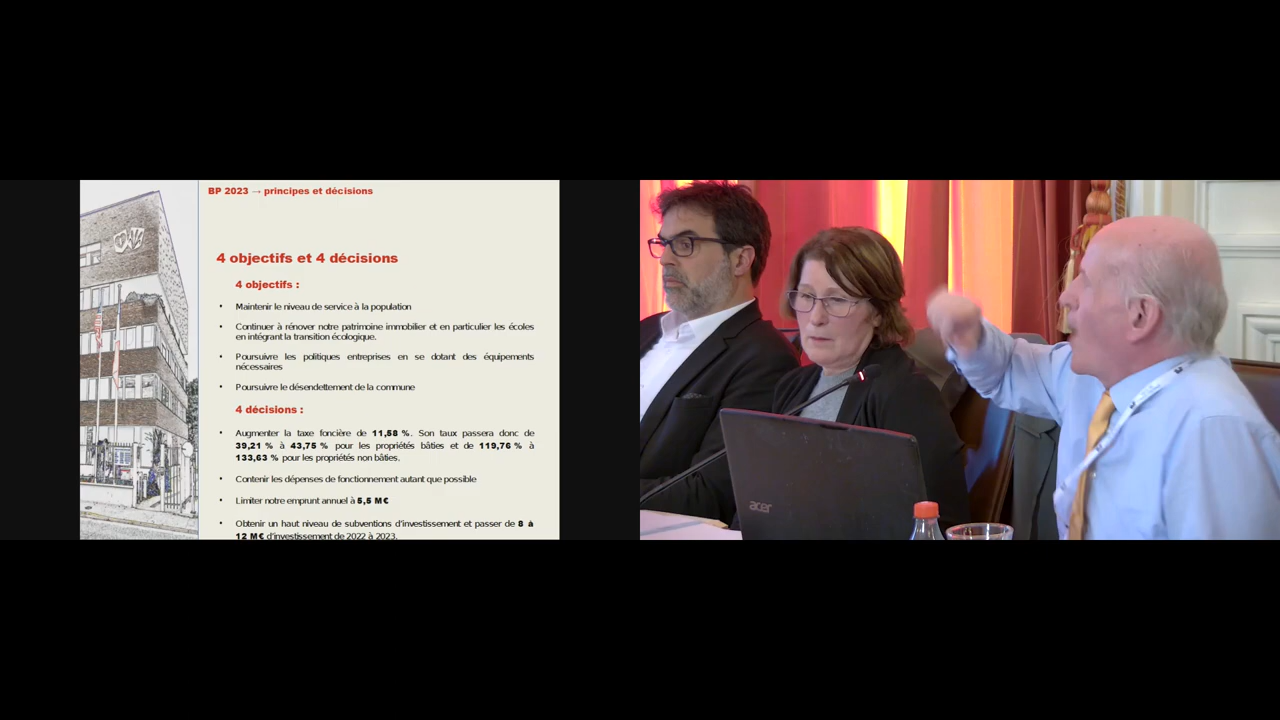 BP 2023 → principes et décisions
4 objectifs et 4 décisions
4 objectifs :
• Maintenir le niveau de service à la population
• Continuer à rénover notre patrimoine immobilier et en particulier les écoles
en intégrant la transition écologique.
• Poursuivre les politiques entreprises en se dotant des équipements
nécessaires
• Poursuivre le désendettement de la commune
4 décisions :
• Augmenter la taxe foncière de 11,58 %. Son taux passera donc de
39,21 % à 43,75 % pour les propriétés bâties et de 119,76 % à
133,63 % pour les propriétés non bâties.
• Contenir les dépenses de fonctionnement autant que possible
• Limiter notre emprunt annuel à 5,5 M€
• Obtenir un haut niveau de subventions d'investissement et passer de 8 à
12 M€ d'investissement de 2022 à 2023.
acer